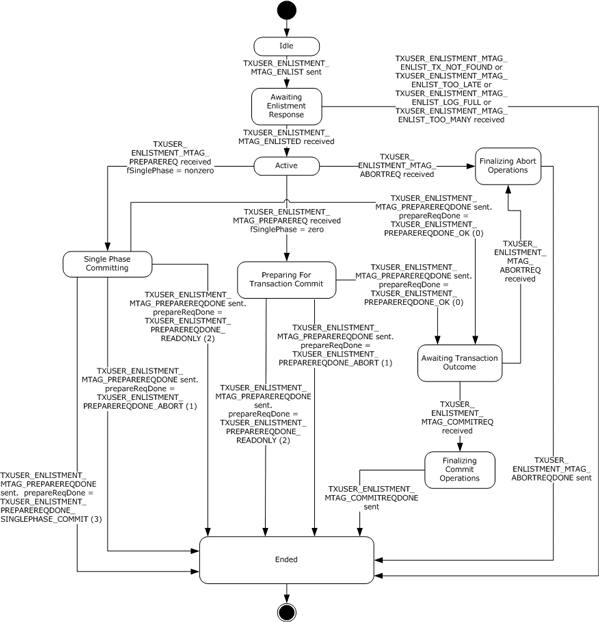 Idle
TXUSER_ENLISTMENT_
MTAG_ENLIST sent
Awaiting
Enlistment
Response
TXUSER_ENLISTMENT_MTAG_
ENLIST_TX_NOT_FOUND or
TXUSER_ENLISTMENT_MTAG_
ENLIST_TOO_LATE or
TXUSER_ENLISTMENT_MTAG_
ENLIST_LOG_FULL or
TXUSER_ENLISTMENT_MTAG_
ENLIST_TOO_MANY received
TXUSER_ENLISTMENT_
MTAG_ENLISTED received
TXUSER_
ENLISTMENT_MTAG_
PREPAREREQ received
fSinglePhase = nonzero
Active
TXUSER_
ENLISTMENT_MTAG_
ABORTREQ received
Finalizing Abort
Operations
TXUSER_ENLISTMENT_
MTAG_PREPAREREQ received
fSinglePhase = zero
TXUSER_ENLISTMENT_
MTAG_PREPAREREQDONE sent.
prepareReqDone =
TXUSER_ENLISTMENT_
PREPAREREQDONE_OK (0)
TXUSER_
ENLISTMENT_
MTAG_
ABORTREQ
received
Single Phase
Committing
Preparing For
Transaction Commit
TXUSER_ENLISTMENT_
MTAG_PREPAREREQDONE sent.
prepareReqDone =
TXUSER_ENLISTMENT_
PREPAREREQDONE_OK (0)
TXUSER_ENLISTMENT_
MTAG_PREPAREREQDONE sent.
prepareReqDone =
TXUSER_ENLISTMENT_
PREPAREREQDONE_
READONLY (2)
TXUSER_ENLISTMENT_
MTAG_PREPAREREQDONE sent.
prepareReqDone =
TXUSER_ENLISTMENT_
PREPAREREQDONE_ABORT (1)
Awaiting Transaction
Outcome
TXUSER_ENLISTMENT_
MTAG_PREPAREREQDONE sent.
prepareReqDone =
TXUSER_ENLISTMENT_
PREPAREREQDONE_ABORT (1)
TXUSER_ENLISTMENT_
MTAG_PREPAREREQDONE
sent.
prepareReqDone =
TXUSER_ENLISTMENT_
PREPAREREQDONE_
READONLY (2)
TXUSER_
ENLISTMENT_
MTAG_COMMITREQ
received
Finalizing
Commit
Operations
TXUSER_
ENLISTMENT_MTAG_
ABORTREQDONE sent
TXUSER_ENLISTMENT_
MTAG_PREPAREREQDONE
sent. prepareReqDone =
TXUSER_ENLISTMENT_
PREPAREREQDONE_
SINGLEPHASE_COMMIT (3)
TXUSER_ENLISTMENT_
MTAG_COMMITREQDONE
sent
Ended